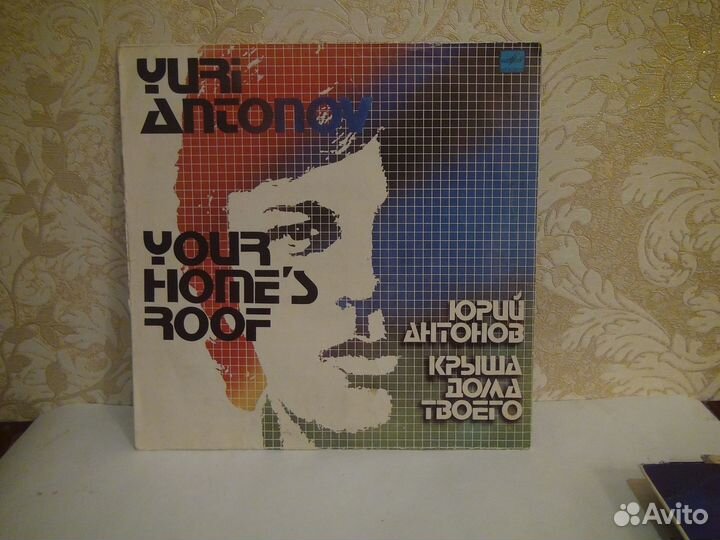 YURI
ANTONOV
YOUR
HOME'S
ROOF
ЮРИЙ
АНТОНОВ
КРЫША
ДОМА
ТВОЕГО
Avito